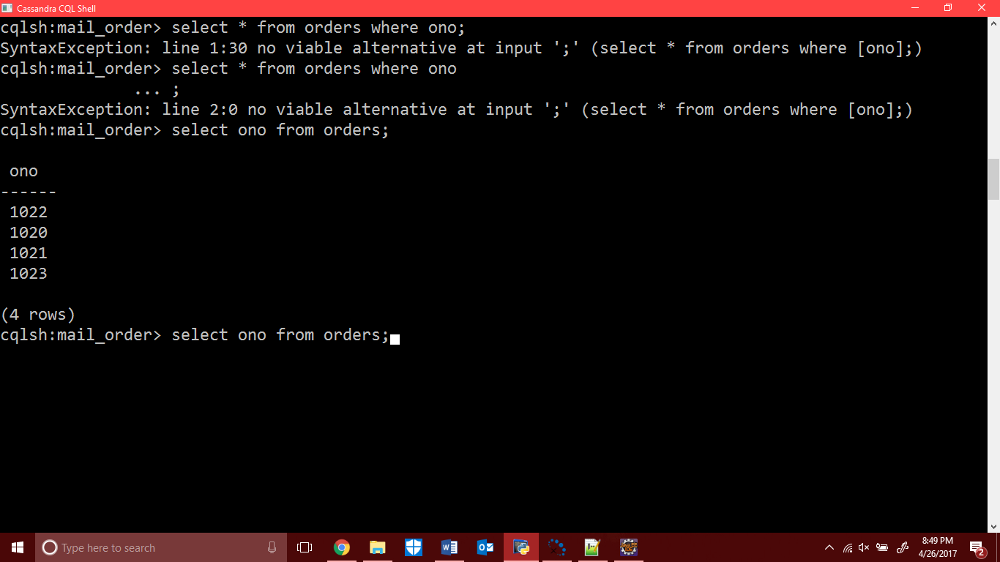 Cassandra CQL Shell
cqlsh:mail_order> select * from orders where ono;
SyntaxException: line 1:30 no viable alternative at input ';' (select * from orders where [ono];)
cqlsh:mail_order> select * from orders where ono
... ;
SyntaxException: line 2:0 no viable alternative at input ';' (select * from orders where [ono];)
cqlsh:mail_order> select ono from orders;
ono
------
1022
1020
1021
1023
(4 rows)
cqlsh:mail_order> select ono from orders;
Type here to search
8:49 PM
4/26/2017
2